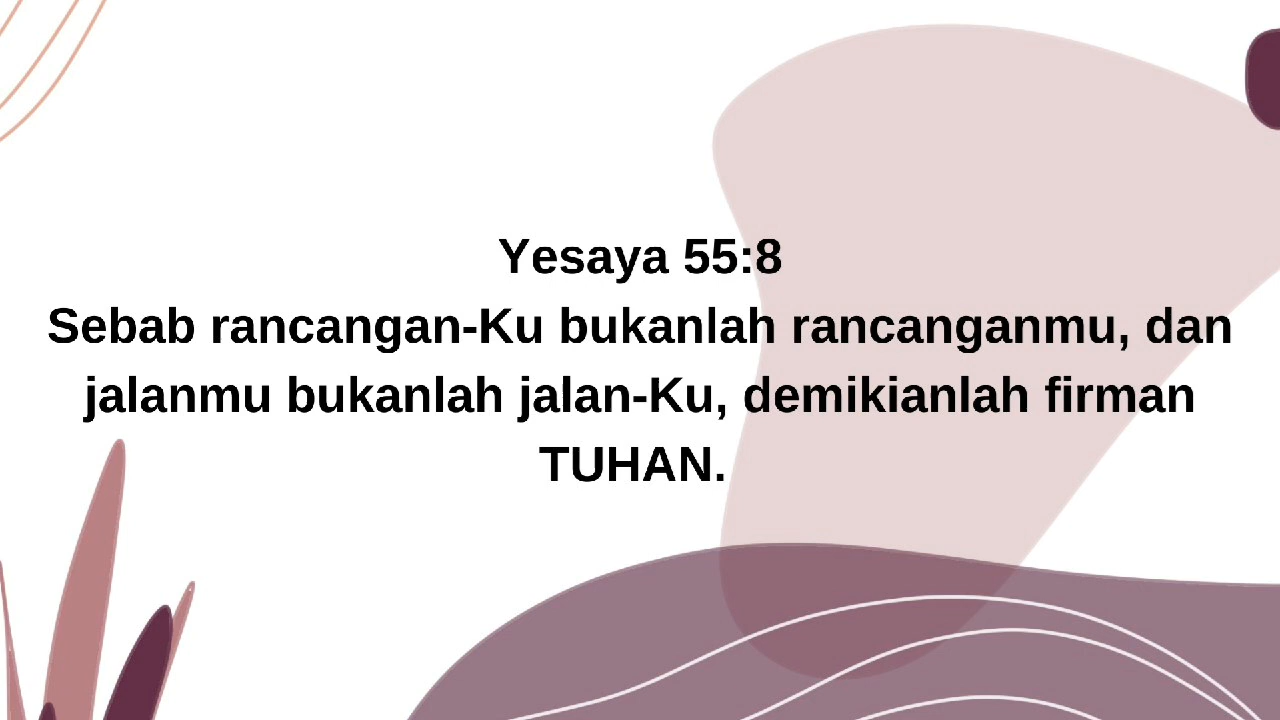 Yesaya 55:8
Sebab rancangan-Ku bukanlah rancanganmu, dan
jalanmu bukanlah jalan-Ku, demikianlah firman
TUHAN.